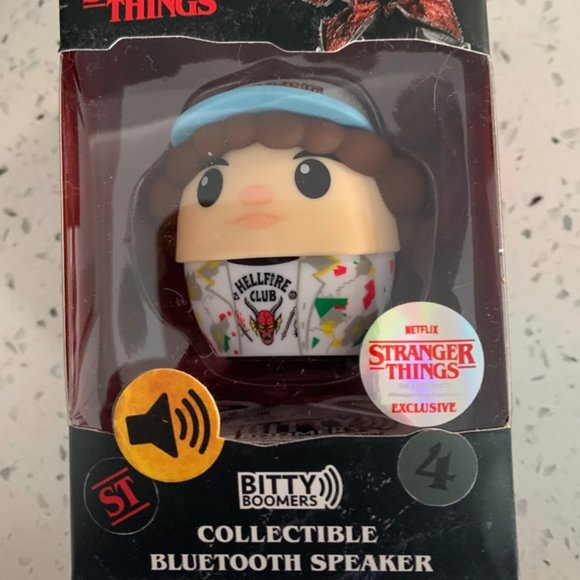 THINGS
HELLFIRE
CLUB
NETFLIX
STRANGER
THINGS
EXCLUSIVE
ST
4
BITTY
BOOMERS
COLLECTIBLE
BLUETOOTH SPEAKER